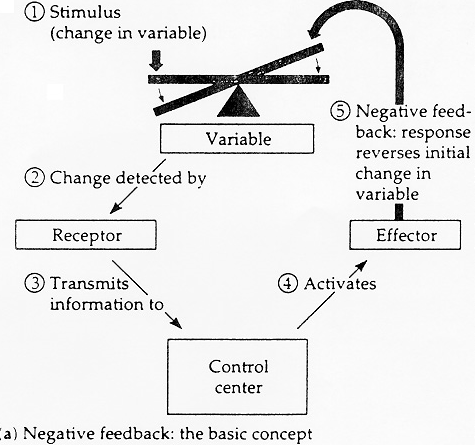 ① Stimulus
(change in variable)
Variable
② Change detected by
⑤ Negative feed-
back: response
reverses initial
change in
variable
Receptor
Effector
③ Transmits
information to
④ Activates
Control
center
(a) Negative feedback: the basic concept